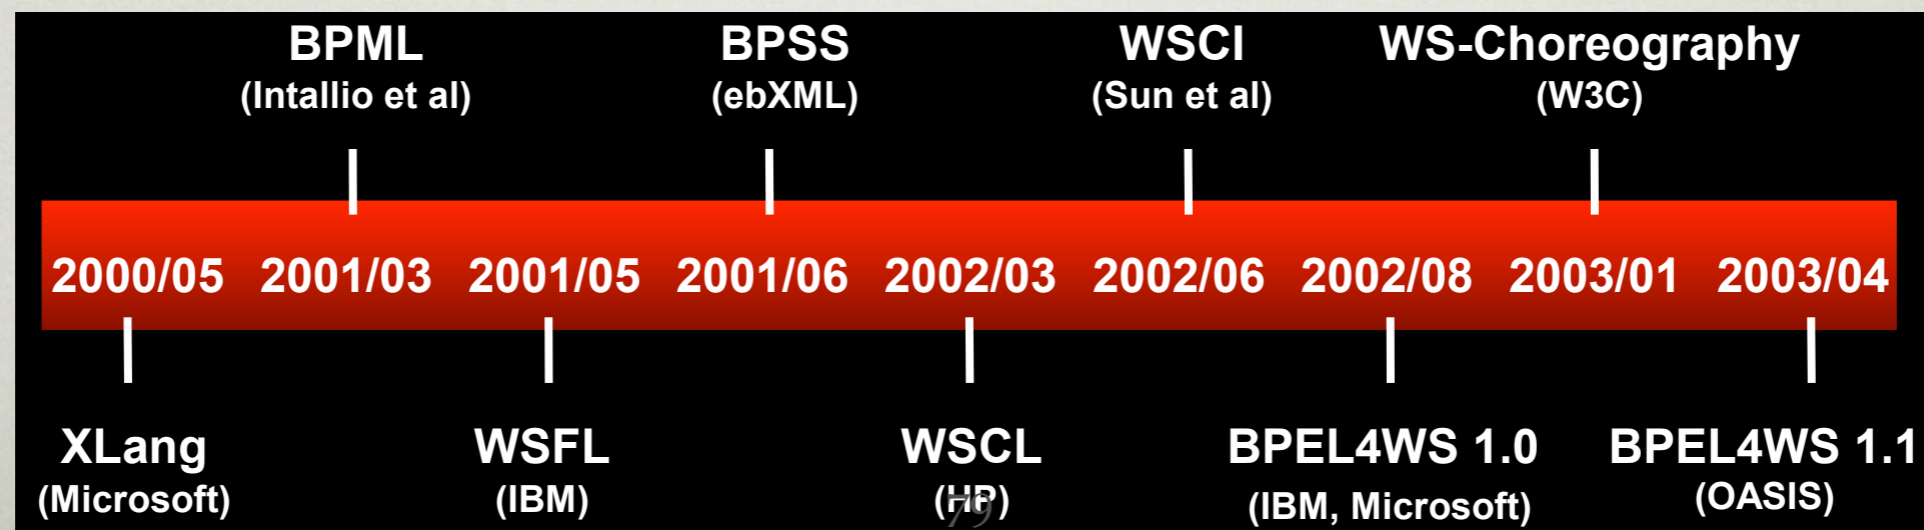 BPML BPSS WSCI WS-Choreography
(Intallio et al) (ebXML) (Sun et al) (W3C)
2000/05 2001/03 2001/05 2001/06 2002/03 2002/06 2002/08 2003/01 2003/04
XLang WSFL WSCL BPEL4WS 1.0 BPEL4WS 1.1
(Microsoft) (IBM) (HP) (IBM, Microsoft) (OASIS)
79